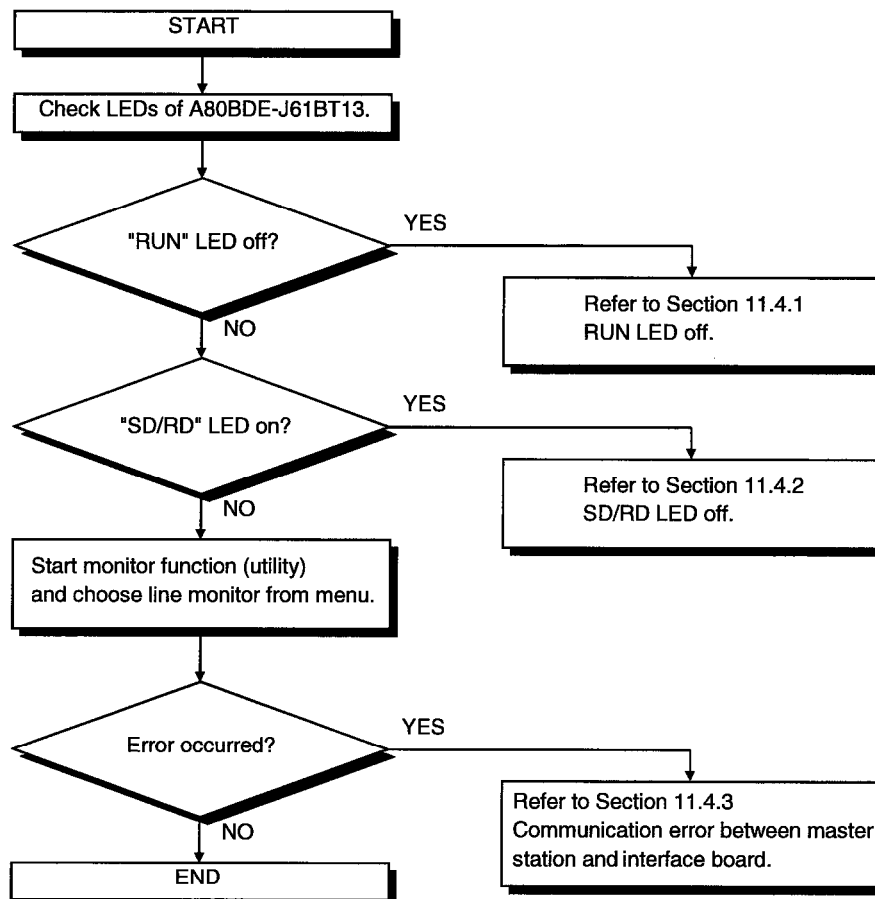 START
Check LEDs of A80BDE-J61BT13.
"RUN" LED off?
YES
Refer to Section 11.4.1
RUN LED off.
NO
"SD/RD" LED on?
YES
Refer to Section 11.4.2
SD/RD LED off.
NO
Start monitor function (utility)
and choose line monitor from menu.
Error occurred?
YES
Refer to Section 11.4.3
Communication error between master
station and interface board.
NO
END